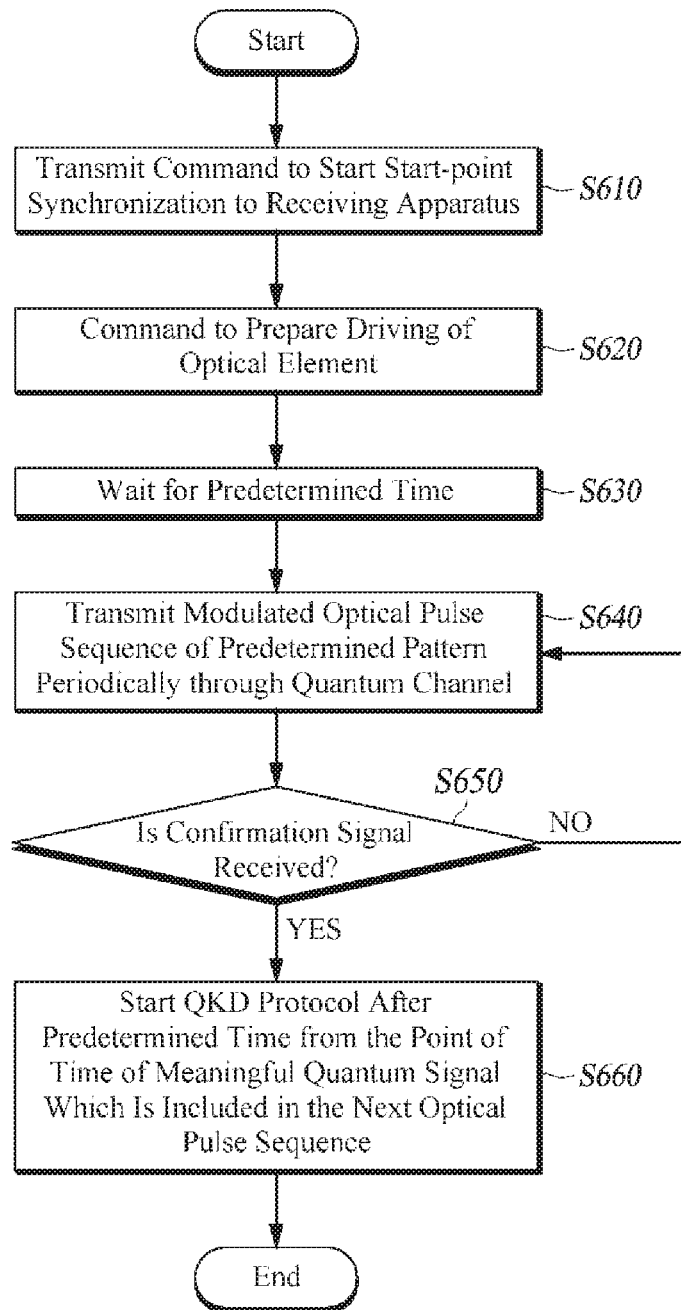 Start
Transmit Command to Start Start-point
Synchronization to Receiving Apparatus
S610
Command to Prepare Driving of
Optical Element
S620
Wait for Predetermined Time
S630
Transmit Modulated Optical Pulse
Sequence of Predetermined Pattern
Periodically through Quantum Channel
S640
S650
Is Confirmation Signal
Received?
NO
YES
Start QKD Protocol After
Predetermined Time from the Point of
Time of Meaningful Quantum Signal
Which Is Included in the Next Optical
Pulse Sequence
S660
End